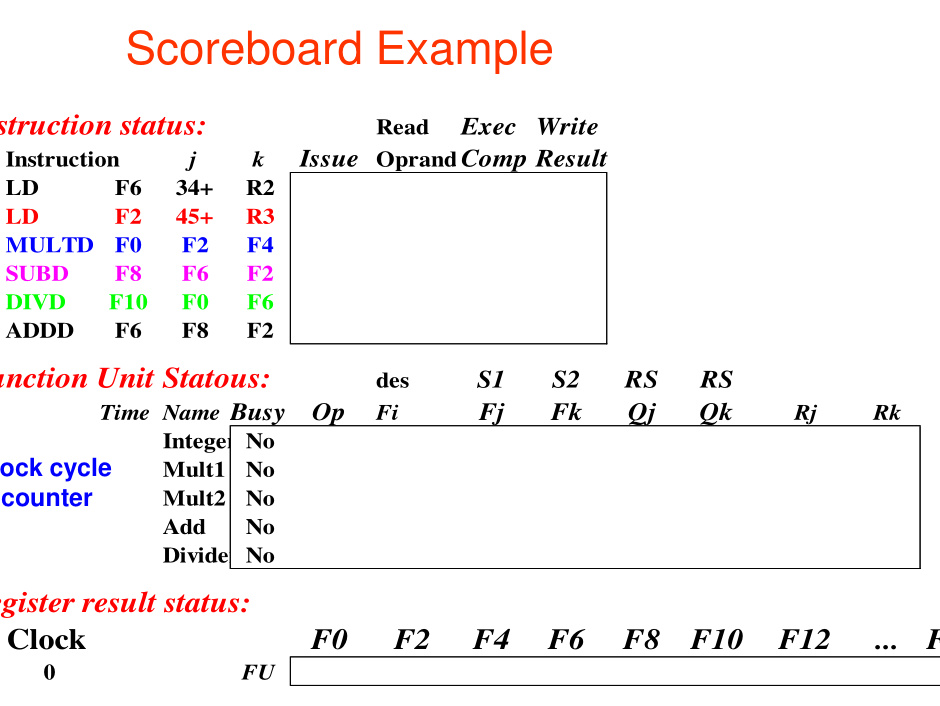 Scoreboard Example
struction status: Read Exec Write
Instruction j k Issue Oprand Comp Result
LD F6 34+ R2
LD F2 45+ R3
MULTD F0 F2 F4
SUBD F8 F6 F2
DIVD F10 F0 F6
ADDD F6 F8 F2
unction Unit Statous: des S1 S2 RS RS
Time Name Busy Op Fi Fj Fk Qj Qk Rj Rk
Integer No
ock cycle Mult1 No
counter Mult2 No
Add No
Divide No
egister result status:
Clock F0 F2 F4 F6 F8 F10 F12 ... F
0 FU